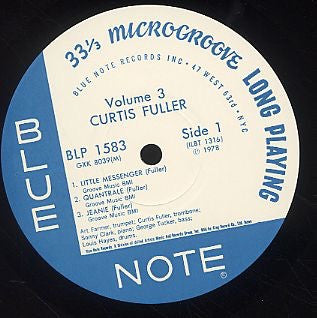 33⅓ MICROGROOVE LONG PLAYING
BLUE NOTE RECORDS INC • 47 WEST 63rd • NYC
Volume 3
CURTIS FULLER
BLP 1583
GXK 8039(M)
Side 1
(ILBT 1316)
Ⓟ 1978
1. LITTLE MESSENGER (Fuller)
Groove Music BMI
2. QUANTRALE (Fuller)
Groove Music BMI
3. JEANIE (Fuller)
Groove Music BMI
Art Farmer, trumpet; Curtis Fuller, trombone;
Sonny Clark, piano; George Tucker, bass;
Louis Hayes, drums.
BLUE
NOTE